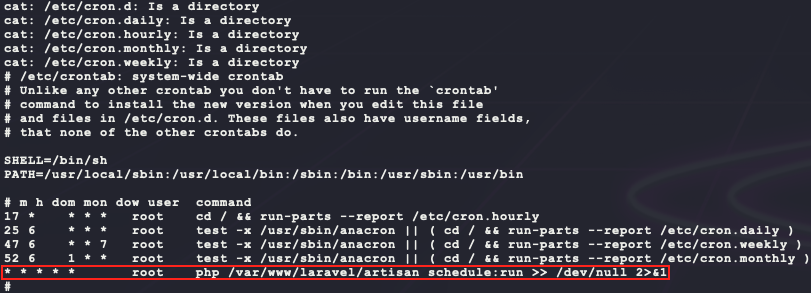 cat: /etc/cron.d: Is a directory
cat: /etc/cron.daily: Is a directory
cat: /etc/cron.hourly: Is a directory
cat: /etc/cron.monthly: Is a directory
cat: /etc/cron.weekly: Is a directory
# /etc/crontab: system-wide crontab
# Unlike any other crontab you don't have to run the `crontab'
# command to install the new version when you edit this file
# and files in /etc/cron.d. These files also have username fields,
# that none of the other crontabs do.

SHELL=/bin/sh
PATH=/usr/local/sbin:/usr/local/bin:/sbin:/bin:/usr/sbin:/usr/bin

# m h dom mon dow user  command
17 *    * * *   root    cd / && run-parts --report /etc/cron.hourly
25 6    * * *   root    test -x /usr/sbin/anacron || ( cd / && run-parts --report /etc/cron.daily )
47 6    * * 7   root    test -x /usr/sbin/anacron || ( cd / && run-parts --report /etc/cron.weekly )
52 6    1 * *   root    test -x /usr/sbin/anacron || ( cd / && run-parts --report /etc/cron.monthly )
* * * * *       root    php /var/www/laravel/artisan schedule:run >> /dev/null 2>&1
#